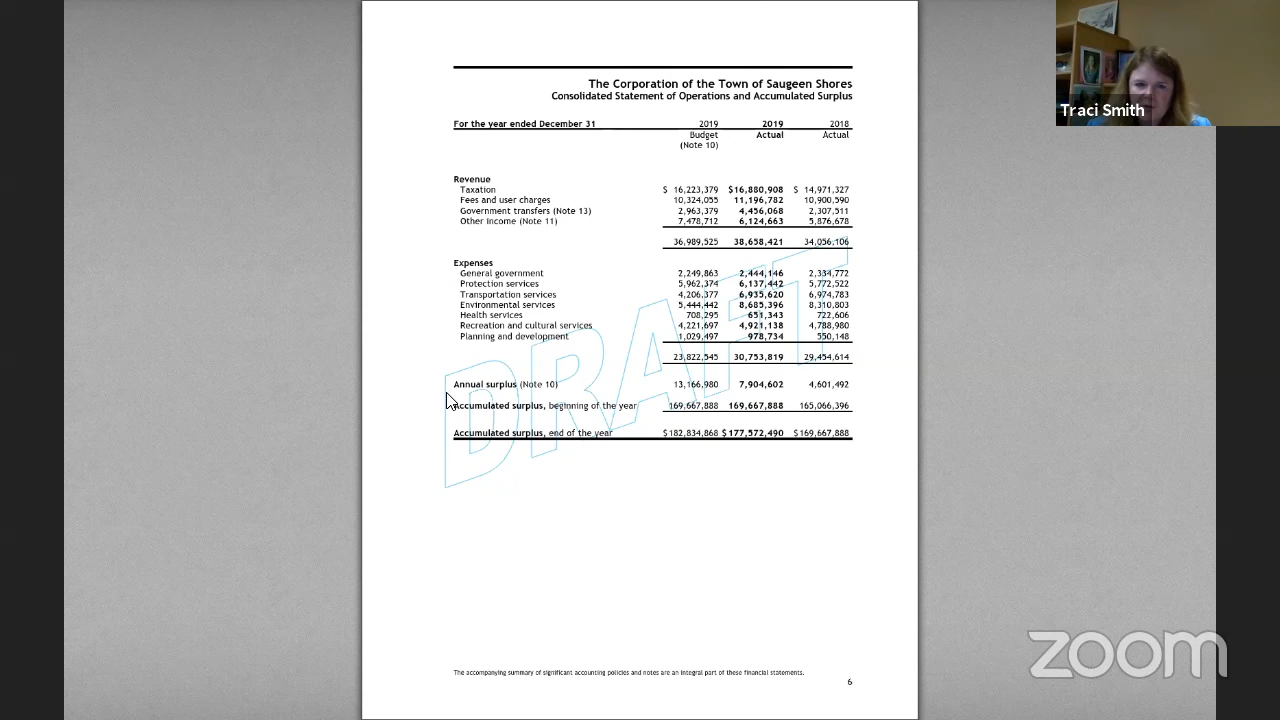 The Corporation of the Town of Saugeen Shores
Consolidated Statement of Operations and Accumulated Surplus
For the year ended December 31 2019 2019 2018
Budget Actual Actual
(Note 10)
Revenue
Taxation $ 16,223,379 $16,880,908 $ 14,971,327
Fees and user charges 10,324,055 11,196,782 10,900,590
Government transfers (Note 13) 2,963,379 4,456,068 2,307,511
Other income (Note 11) 7,478,712 6,124,663 5,876,678
36,989,525 38,658,421 34,056,106
Expenses
General government 2,249,863 2,444,146 2,334,772
Protection services 5,962,374 6,137,442 5,772,522
Transportation services 4,206,377 6,935,620 6,974,783
Environmental services 5,444,442 8,685,396 8,310,803
Health services 708,295 651,343 722,606
Recreation and cultural services 4,221,697 4,921,138 4,788,980
Planning and development 1,029,497 978,734 550,148
23,822,545 30,753,819 29,454,614
Annual surplus (Note 10) 13,166,980 7,904,602 4,601,492
Accumulated surplus, beginning of the year 169,667,888 169,667,888 165,066,396
Accumulated surplus, end of the year $182,834,868 $177,572,490 $169,667,888
DRAFT
The accompanying summary of significant accounting policies and notes are an integral part of these financial statements.
6
Traci Smith
zoom